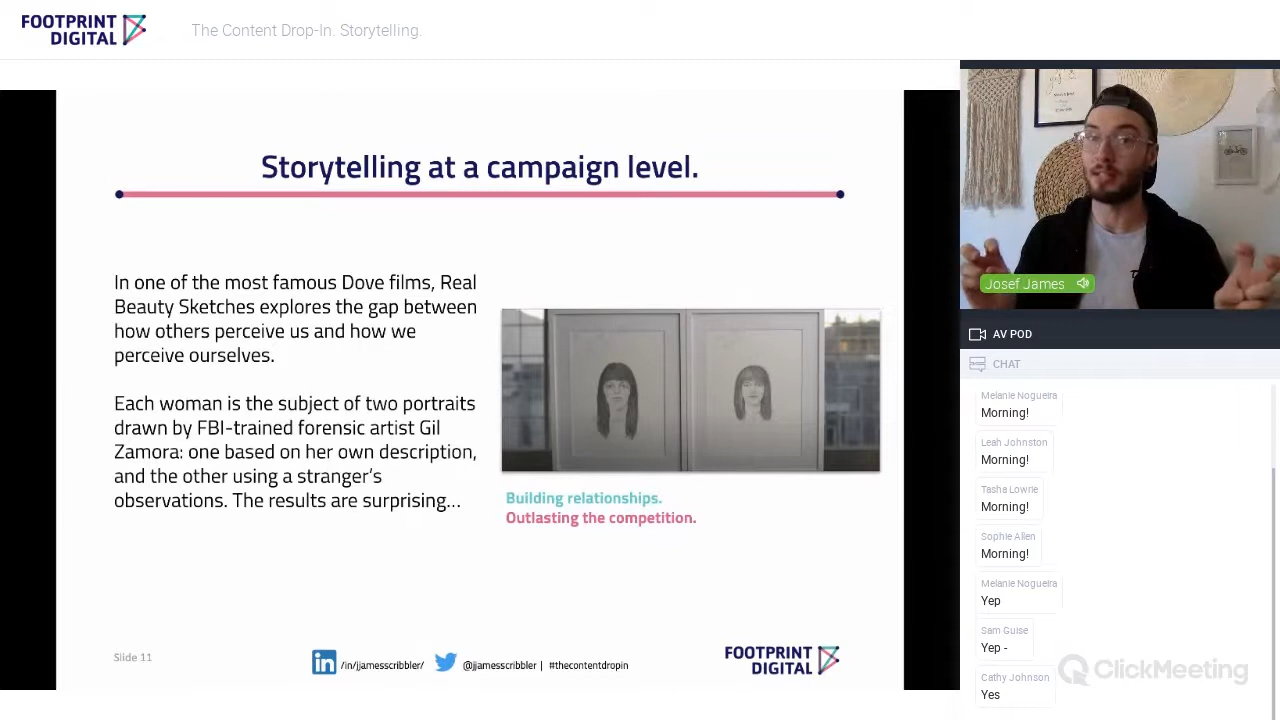 FOOTPRINT
DIGITAL
The Content Drop-In. Storytelling.
Storytelling at a campaign level.
In one of the most famous Dove films, Real
Beauty Sketches explores the gap between
how others perceive us and how we
perceive ourselves.
Each woman is the subject of two portraits
drawn by FBI-trained forensic artist Gil
Zamora: one based on her own description,
and the other using a stranger's
observations. The results are surprising...
Building relationships.
Outlasting the competition.
Slide 11
in
/in/jjamesscribbler/
@jjamesscribbler | #thecontentdropin
FOOTPRINT
DIGITAL
Josef James
AV POD
CHAT
Melanie Nogueira
Morning!
Leah Johnston
Morning!
Tasha Lowrie
Morning!
Sophie Allen
Morning!
Melanie Nogueira
Yep
Sam Guise
Yep -
Cathy Johnson
Yes
ClickMeeting